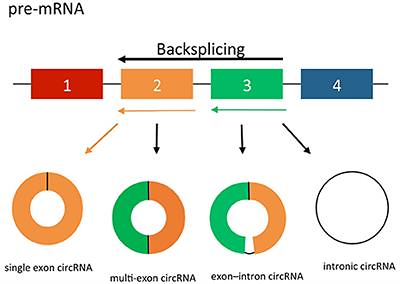 pre-mRNA
Backsplicing
1 2 3 4
single exon circRNA
multi-exon circRNA
exon–intron circRNA
intronic circRNA